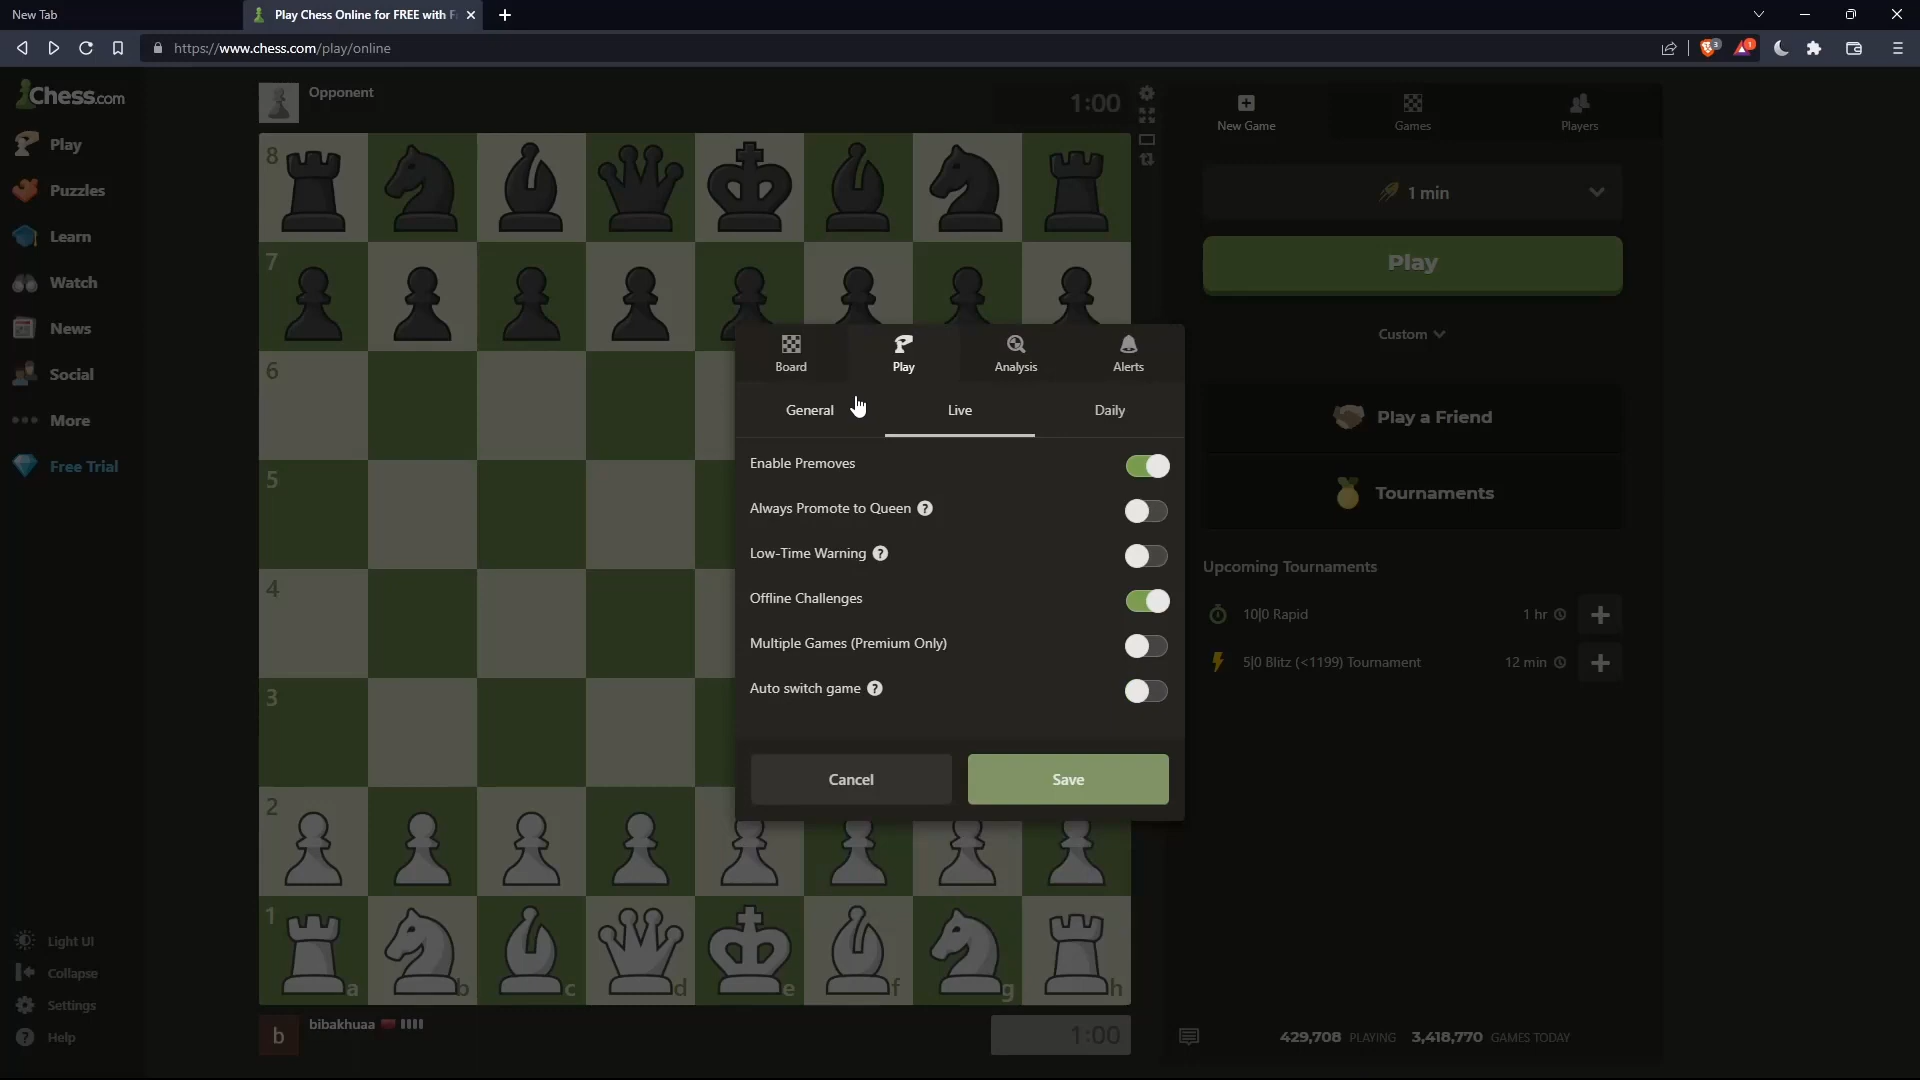 New Tab
Play Chess Online for FREE with F
https://www.chess.com/play/online
3
1
Chess.com
Play
Puzzles
Learn
Watch
News
Social
More
Free Trial
Light UI
Collapse
Settings
Help
Opponent
1:00
8
7
6
5
4
3
2
1
a b c d e f g h
b
bibakhuaa
1:00
Board
Play
Analysis
Alerts
General
Live
Daily
Enable Premoves
Always Promote to Queen ?
Low-Time Warning ?
Offline Challenges
Multiple Games (Premium Only)
Auto switch game ?
Cancel
Save
New Game
Games
Players
1 min
Play
Custom
Play a Friend
Tournaments
Upcoming Tournaments
10|0 Rapid 1 hr
5|0 Blitz (<1199) Tournament 12 min
429,708 PLAYING 3,418,770 GAMES TODAY